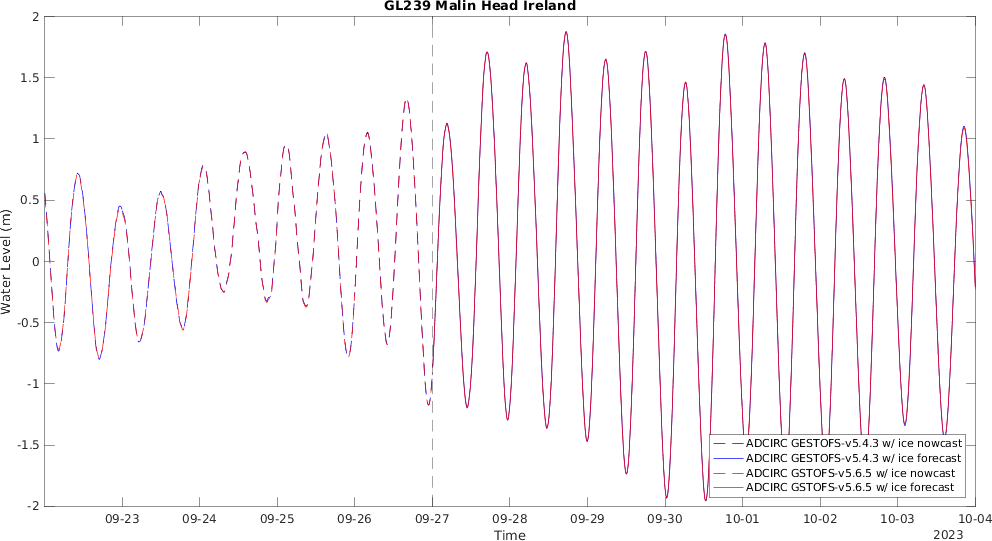 GL239 Malin Head Ireland
Water Level (m)
2
1.5
1
0.5
0
-0.5
-1
-1.5
-2
ADCIRC GESTOFS-v5.4.3 w/ ice nowcast
ADCIRC GESTOFS-v5.4.3 w/ ice forecast
ADCIRC GSTOFS-v5.6.5 w/ ice nowcast
ADCIRC GSTOFS-v5.6.5 w/ ice forecast
09-23 09-24 09-25 09-26 09-27 09-28 09-29 09-30 10-01 10-02 10-03 10-04
Time
2023